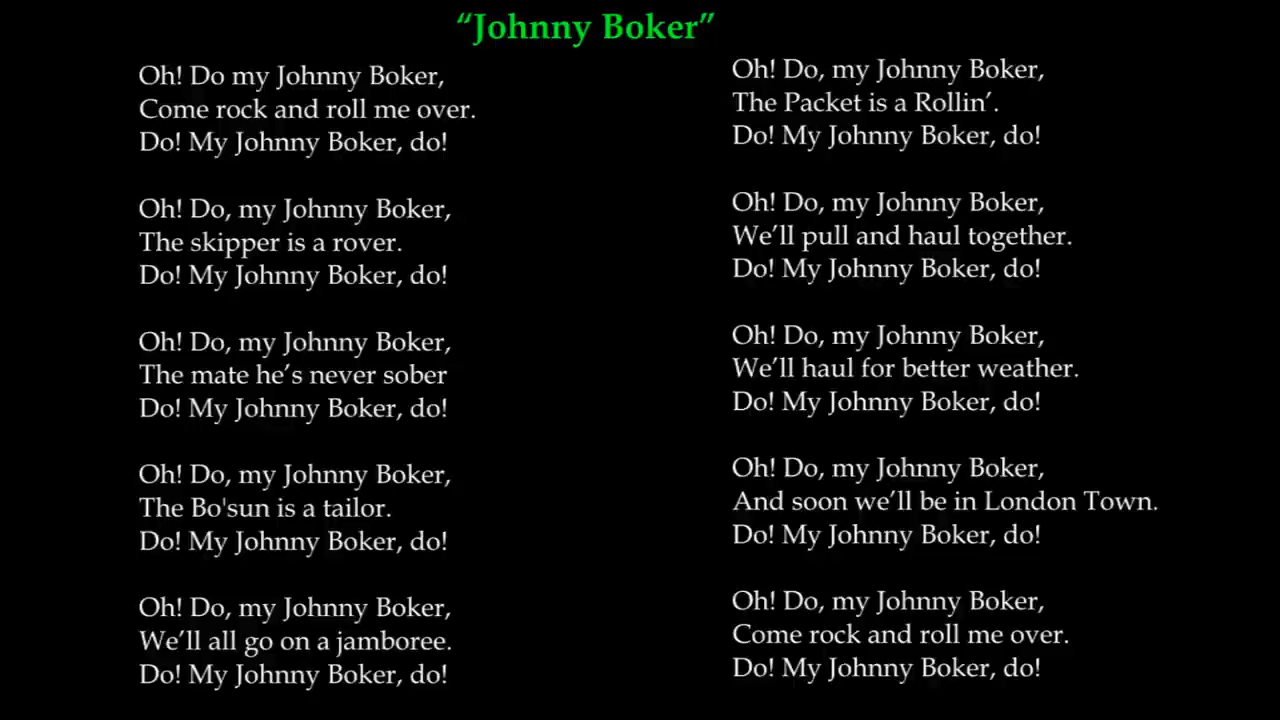 “Johnny Boker”
Oh! Do my Johnny Boker,
Come rock and roll me over.
Do! My Johnny Boker, do!
Oh! Do, my Johnny Boker,
The skipper is a rover.
Do! My Johnny Boker, do!
Oh! Do, my Johnny Boker,
The mate he’s never sober
Do! My Johnny Boker, do!
Oh! Do, my Johnny Boker,
The Bo'sun is a tailor.
Do! My Johnny Boker, do!
Oh! Do, my Johnny Boker,
We’ll all go on a jamboree.
Do! My Johnny Boker, do!
Oh! Do, my Johnny Boker,
The Packet is a Rollin’.
Do! My Johnny Boker, do!
Oh! Do, my Johnny Boker,
We’ll pull and haul together.
Do! My Johnny Boker, do!
Oh! Do, my Johnny Boker,
We’ll haul for better weather.
Do! My Johnny Boker, do!
Oh! Do, my Johnny Boker,
And soon we’ll be in London Town.
Do! My Johnny Boker, do!
Oh! Do, my Johnny Boker,
Come rock and roll me over.
Do! My Johnny Boker, do!